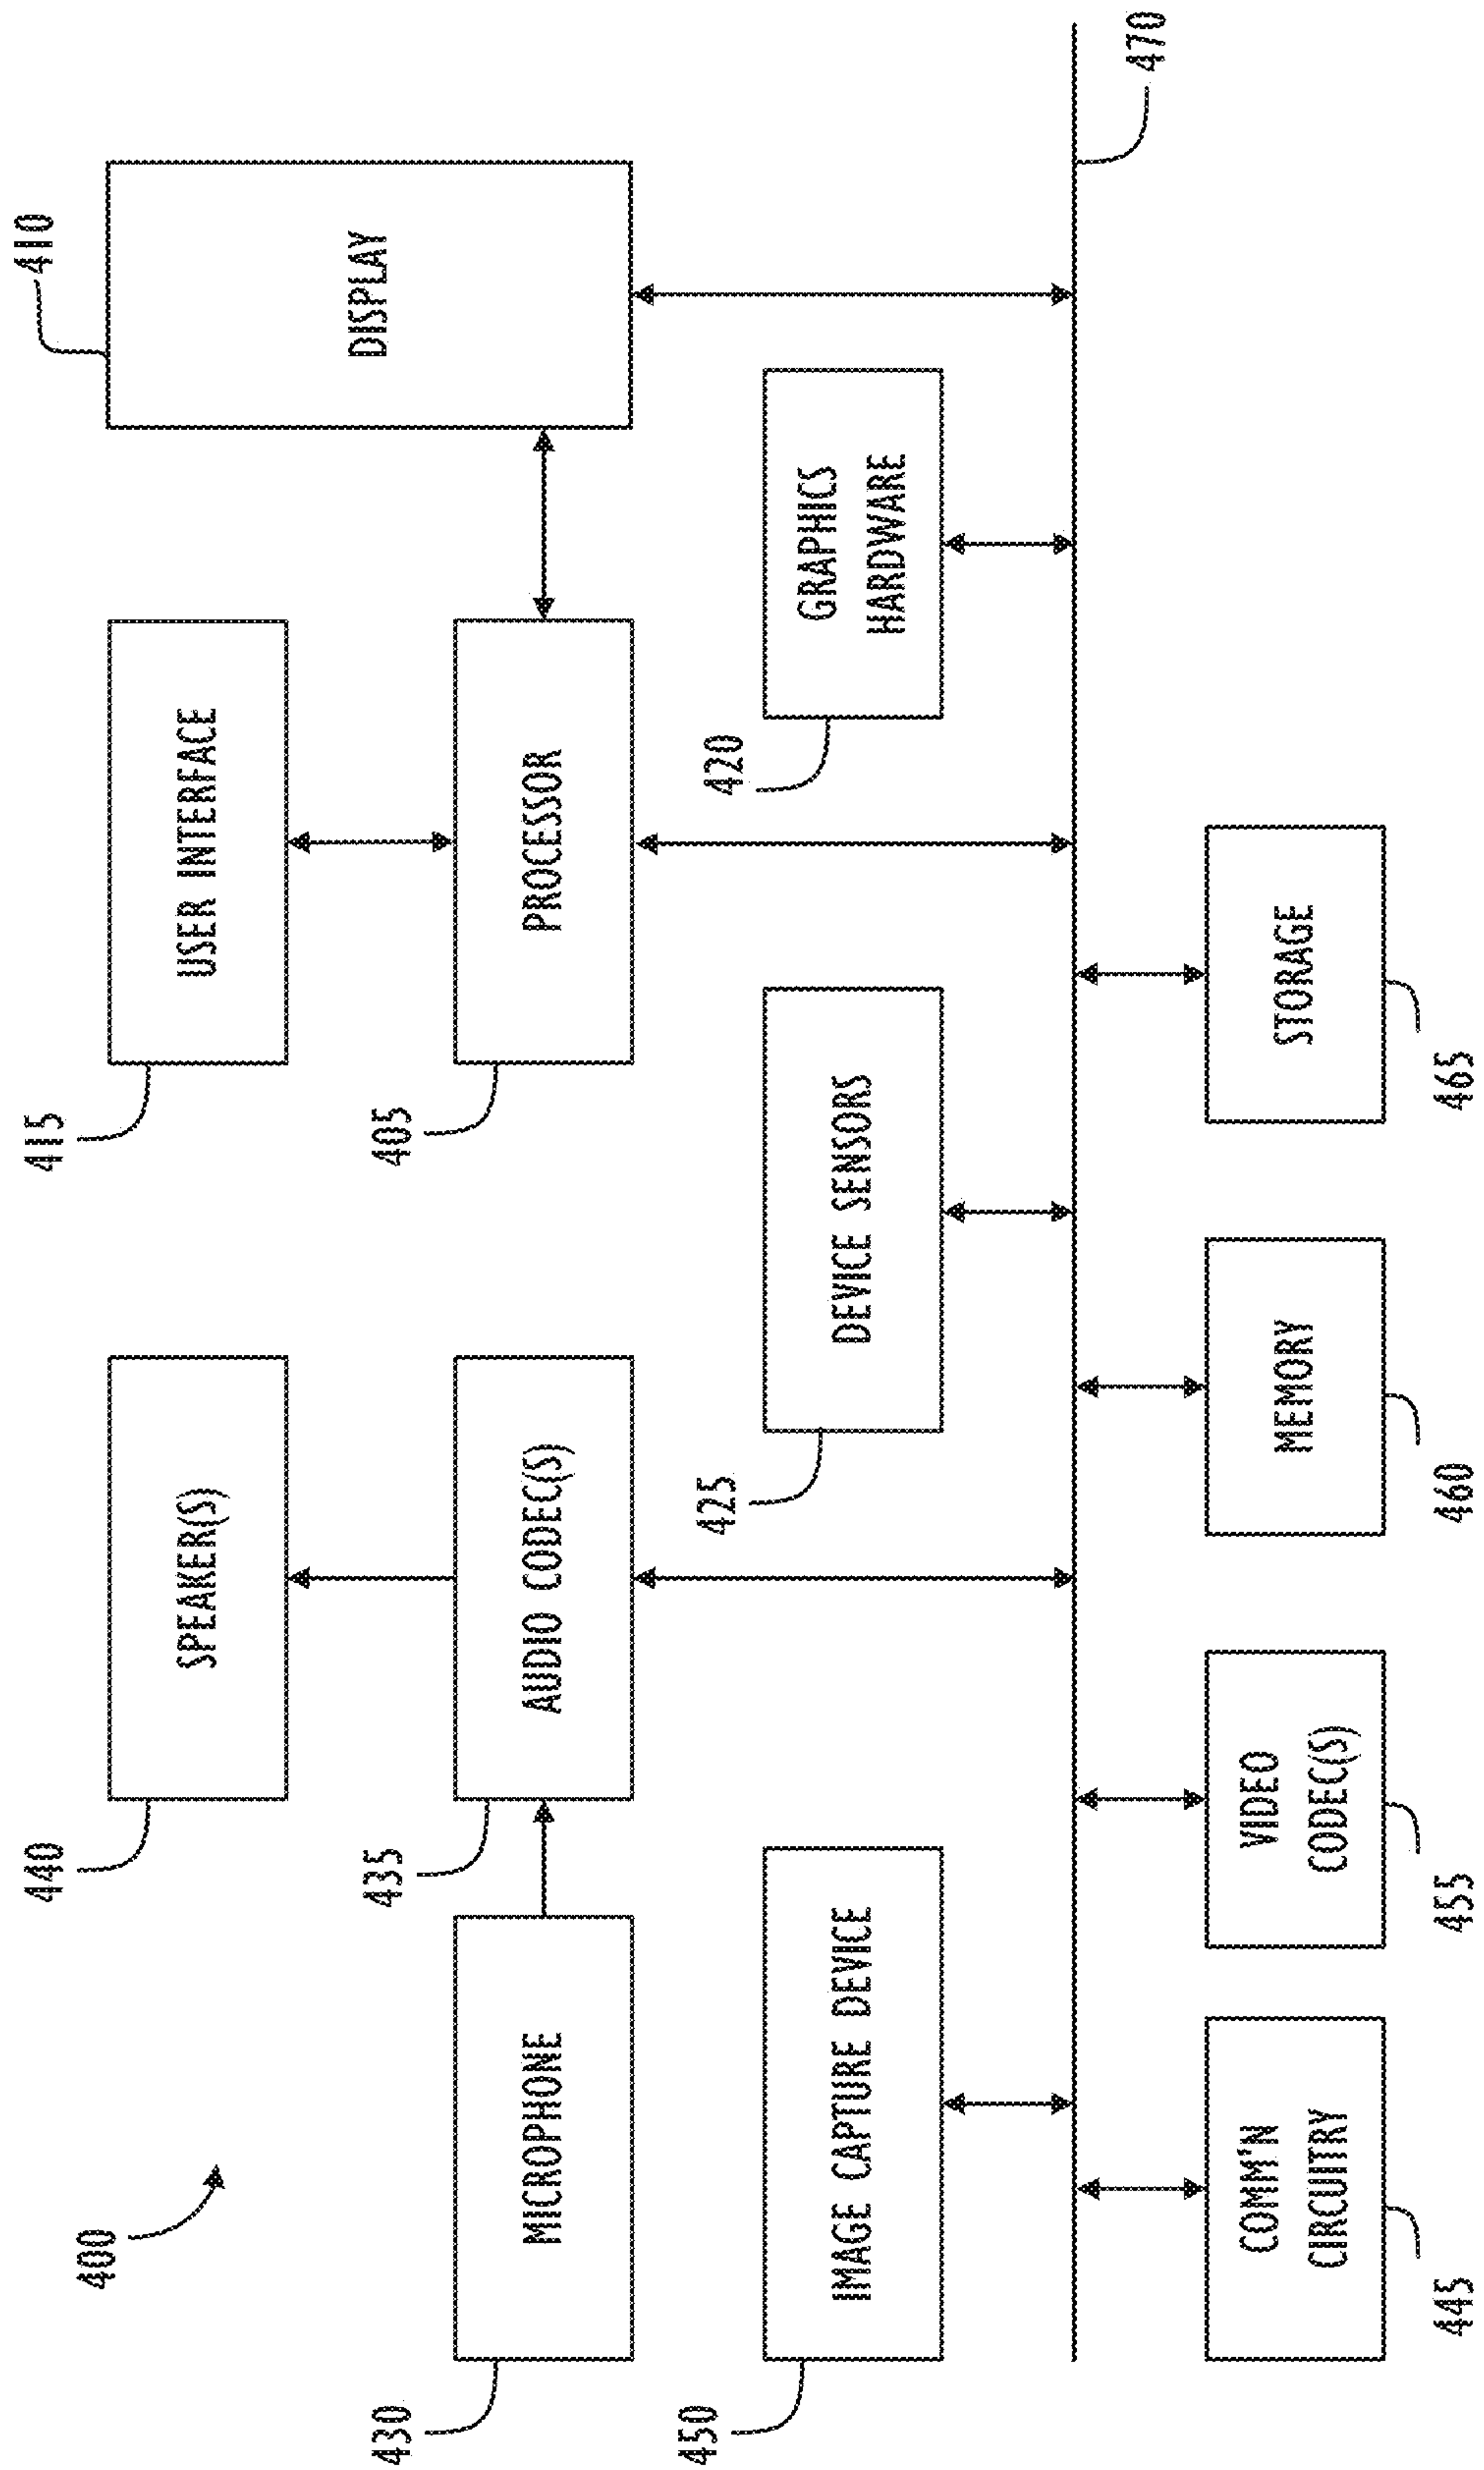 400
440
SPEAKER(S)
415
USER INTERFACE
410
DISPLAY
430
MICROPHONE
435
AUDIO CODEC(S)
405
PROCESSOR
450
IMAGE CAPTURE DEVICE
425
DEVICE SENSORS
420
GRAPHICS
HARDWARE
470
COMM'N
CIRCUITRY
445
VIDEO
CODEC(S)
455
MEMORY
460
STORAGE
465